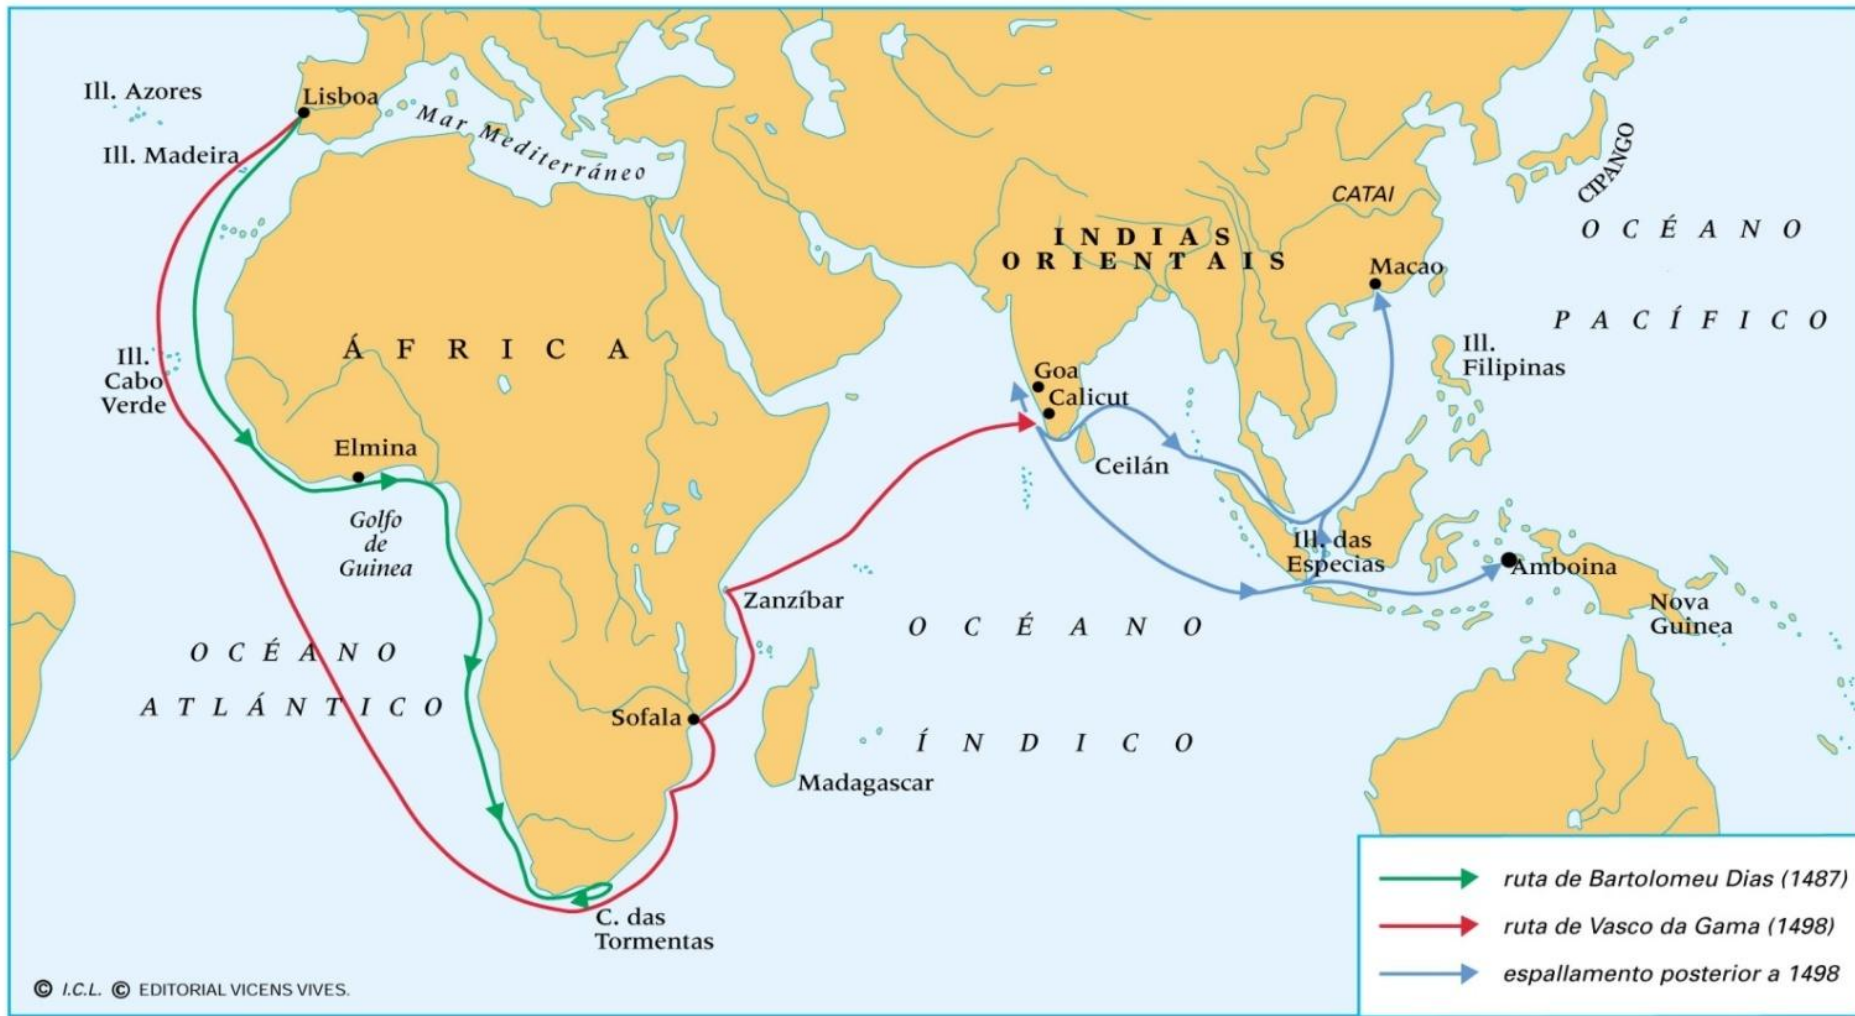 Ill. Azores
Lisboa
Ill. Madeira
Mar Mediterráneo
CIPANGO
CATAI
OCÉANO
PACÍFICO
INDIAS
ORIENTAIS
Macao
ÁFRICA
Ill.
Cabo
Verde
Ill.
Filipinas
Goa
Calicut
Elmina
Ceilán
Golfo
de
Guinea
Ill. das
Especias
Amboina
Zanzíbar
Nova
Guinea
OCÉANO
ÍNDICO
OCÉANO
ATLÁNTICO
Sofala
Madagascar
C. das
Tormentas
ruta de Bartolomeu Dias (1487)
ruta de Vasco da Gama (1498)
espallamento posterior a 1498
© I.C.L. © EDITORIAL VICENS VIVES.